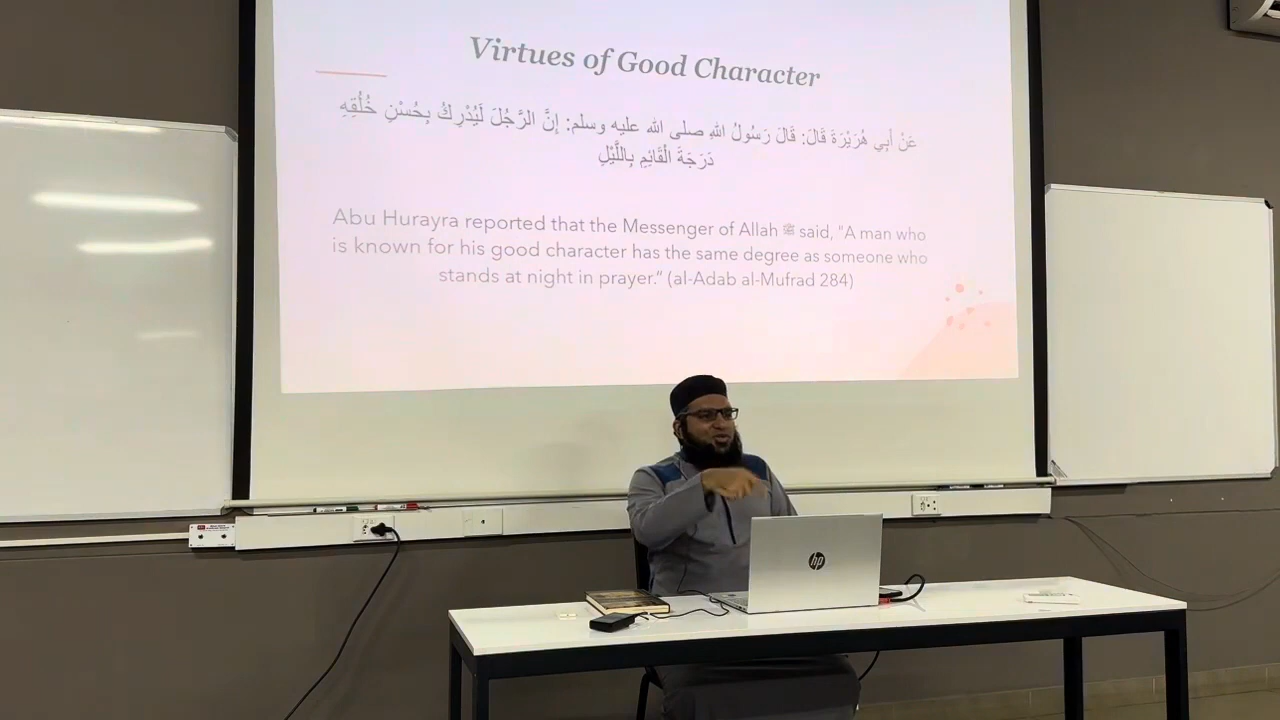 Virtues of Good Character
عَنْ أَبِي هُرَيْرَةَ قَالَ: قَالَ رَسُولُ اللهِ صلى الله عليه وسلم: إِنَّ الرَّجُلَ لَيُدْرِكُ بِحُسْنِ خُلُقِهِ
دَرَجَةَ الْقَائِمِ بِاللَّيْلِ
Abu Hurayra reported that the Messenger of Allah ﷺ said, "A man who
is known for his good character has the same degree as someone who
stands at night in prayer.” (al-Adab al-Mufrad 284)
hp